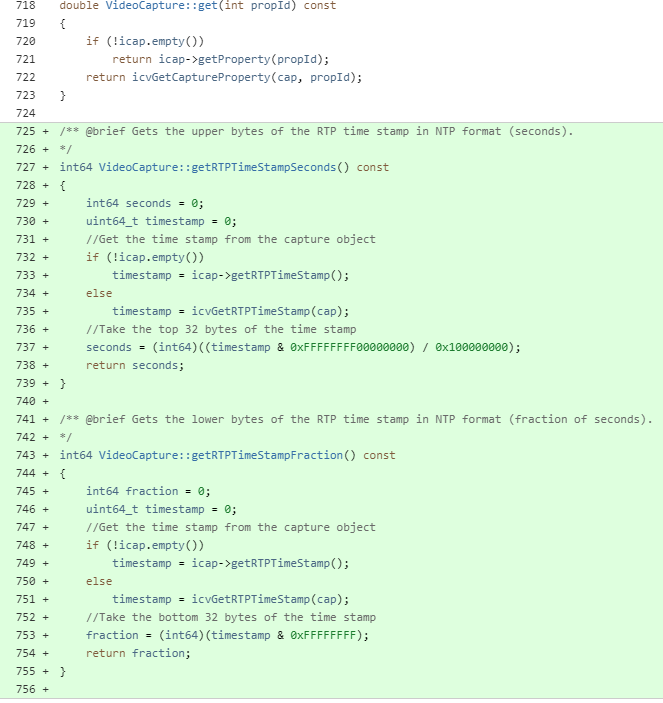 718 double VideoCapture::get(int propId) const
719 {
720     if (!icap.empty())
721         return icap->getProperty(propId);
722     return icvGetCaptureProperty(cap, propId);
723 }
724
725 + /** @brief Gets the upper bytes of the RTP time stamp in NTP format (seconds).
726 + */
727 + int64 VideoCapture::getRTPTimeStampSeconds() const
728 + {
729 +     int64 seconds = 0;
730 +     uint64_t timestamp = 0;
731 +     //Get the time stamp from the capture object
732 +     if (!icap.empty())
733 +         timestamp = icap->getRTPTimeStamp();
734 +     else
735 +         timestamp = icvGetRTPTimeStamp(cap);
736 +     //Take the top 32 bytes of the time stamp
737 +     seconds = (int64)((timestamp & 0xFFFFFFFF00000000) / 0x100000000);
738 +     return seconds;
739 + }
740 +
741 + /** @brief Gets the lower bytes of the RTP time stamp in NTP format (fraction of seconds).
742 + */
743 + int64 VideoCapture::getRTPTimeStampFraction() const
744 + {
745 +     int64 fraction = 0;
746 +     uint64_t timestamp = 0;
747 +     //Get the time stamp from the capture object
748 +     if (!icap.empty())
749 +         timestamp = icap->getRTPTimeStamp();
750 +     else
751 +         timestamp = icvGetRTPTimeStamp(cap);
752 +     //Take the bottom 32 bytes of the time stamp
753 +     fraction = (int64)(timestamp & 0xFFFFFFFF);
754 +     return fraction;
755 + }
756 +